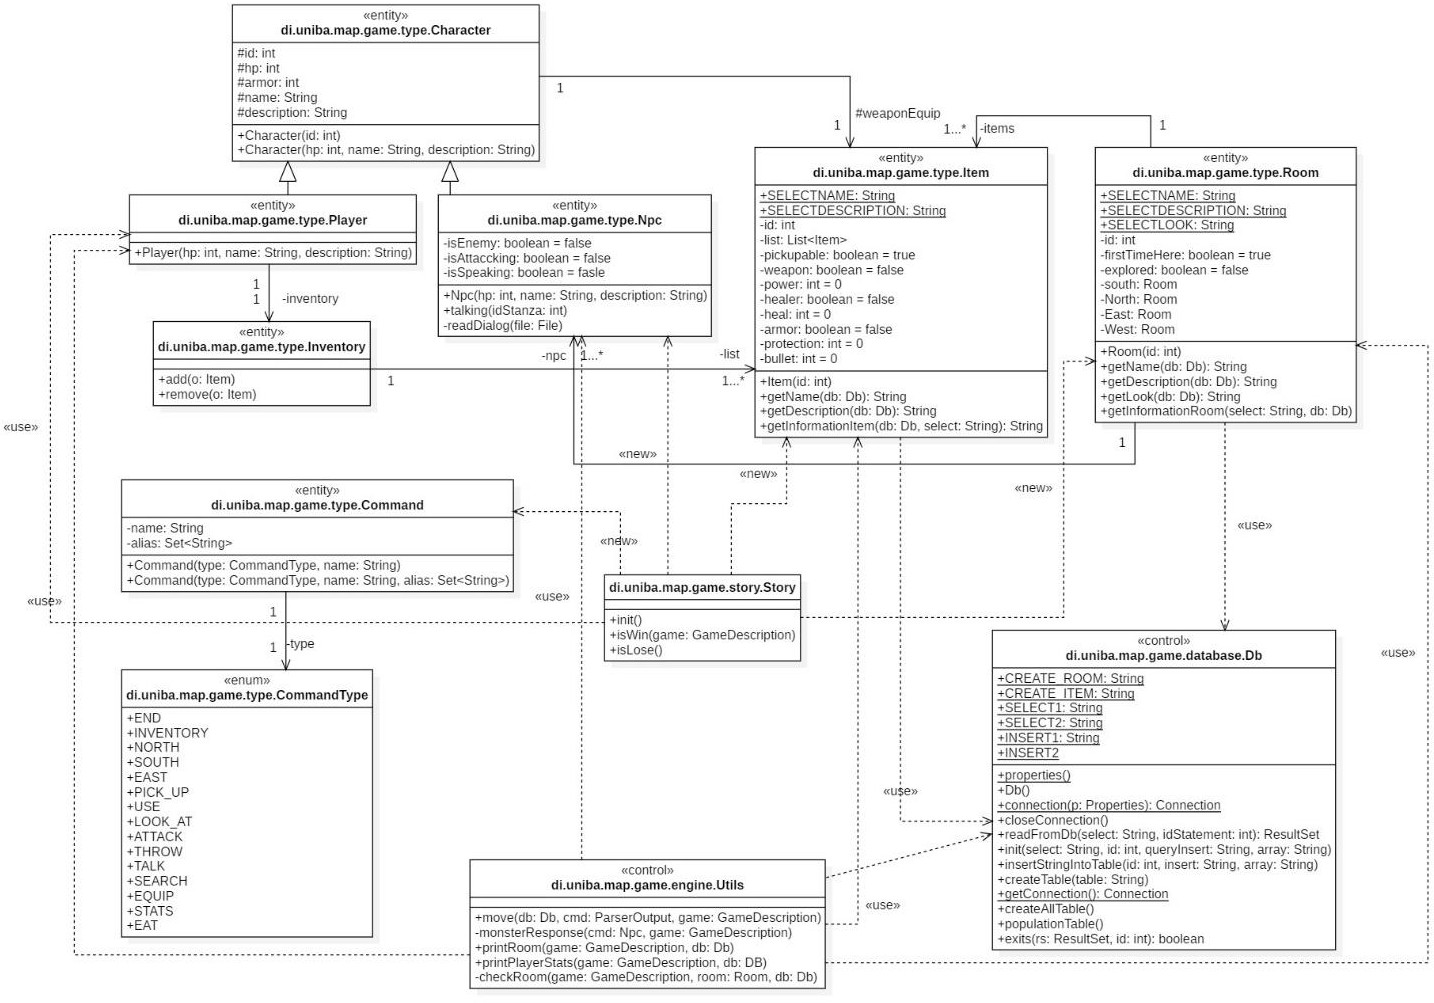 «entity»
di.uniba.map.game.type.Character
#id: int
#hp: int
#armor: int
#name: String
#description: String
+Character(id: int)
+Character(hp: int, name: String, description: String)
1
#weaponEquip
1
1...*
-items
1
«entity»
di.uniba.map.game.type.Player
+Player(hp: int, name: String, description: String)
«entity»
di.uniba.map.game.type.Npc
-isEnemy: boolean = false
-isAttaccking: boolean = false
-isSpeaking: boolean = fasle
+Npc(hp: int, name: String, description: String)
+talking(idStanza: int)
-readDialog(file: File)
«entity»
di.uniba.map.game.type.Item
+SELECTNAME: String
+SELECTDESCRIPTION: String
-id: int
-list: List<Item>
-pickupable: boolean = true
-weapon: boolean = false
-power: int = 0
-healer: boolean = false
-heal: int = 0
-armor: boolean = false
-protection: int = 0
-bullet: int = 0
+Item(id: int)
+getName(db: Db): String
+getDescription(db: Db): String
+getInformationItem(db: Db, select: String): String
«entity»
di.uniba.map.game.type.Room
+SELECTNAME: String
+SELECTDESCRIPTION: String
+SELECTLOOK: String
-id: int
-firstTimeHere: boolean = true
-explored: boolean = false
-south: Room
-North: Room
-East: Room
-West: Room
+Room(id: int)
+getName(db: Db): String
+getDescription(db: Db): String
+getLook(db: Db): String
+getInformationRoom(select: String, db: Db)
1
1
-inventory
«entity»
di.uniba.map.game.type.Inventory
+add(o: Item)
+remove(o: Item)
1
-npc
1...*
-list
1...*
1
«use»
«new»
«new»
«new»
«use»
«entity»
di.uniba.map.game.type.Command
-name: String
-alias: Set<String>
+Command(type: CommandType, name: String)
+Command(type: CommandType, name: String, alias: Set<String>)
«new»
«use»
«use»
1
1
-type
di.uniba.map.game.story.Story
+init()
+isWin(game: GameDescription)
+isLose()
«enum»
di.uniba.map.game.type.CommandType
+END
+INVENTORY
+NORTH
+SOUTH
+EAST
+PICK_UP
+USE
+LOOK_AT
+ATTACK
+THROW
+TALK
+SEARCH
+EQUIP
+STATS
+EAT
«control»
di.uniba.map.game.database.Db
+CREATE_ROOM: String
+CREATE_ITEM: String
+SELECT1: String
+SELECT2: String
+INSERT1: String
+INSERT2
+properties()
+Db()
+connection(p: Properties): Connection
+closeConnection()
+readFromDb(select: String, idStatement: int): ResultSet
+init(select: String, id: int, queryInsert: String, array: String)
+insertStringIntoTable(id: int, insert: String, array: String)
+createTable(table: String)
+getConnection(): Connection
+createAllTable()
+populationTable()
+exits(rs: ResultSet, id: int): boolean
«use»
«use»
«use»
«control»
di.uniba.map.game.engine.Utils
+move(db: Db, cmd: ParserOutput, game: GameDescription)
-monsterResponse(cmd: Npc, game: GameDescription)
+printRoom(game: GameDescription, db: Db)
+printPlayerStats(game: GameDescription, db: DB)
-checkRoom(game: GameDescription, room: Room, db: Db)